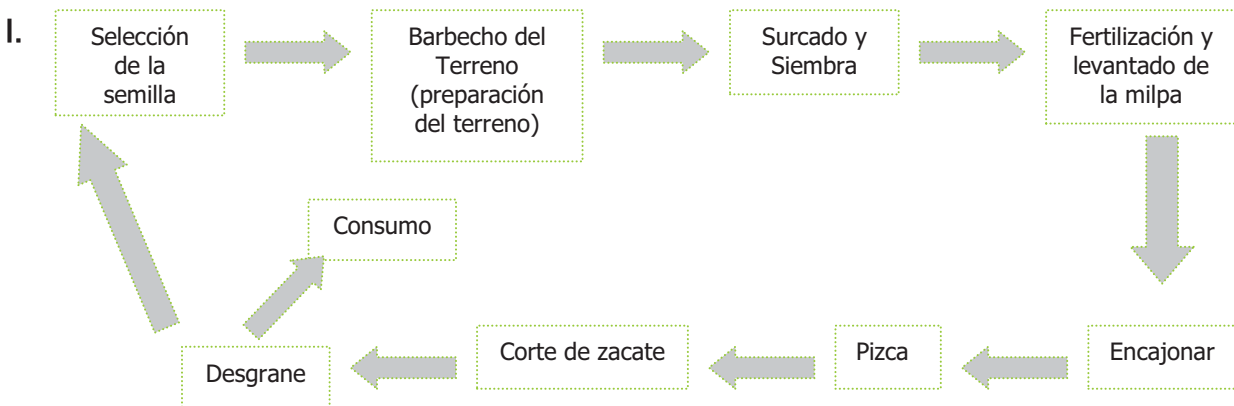 I.
Selección
de la
semilla
Barbecho del
Terreno
(preparación
del terreno)
Surcado y
Siembra
Fertilización y
levantado de
la milpa
Consumo
Desgrane
Corte de zacate
Pizca
Encajonar